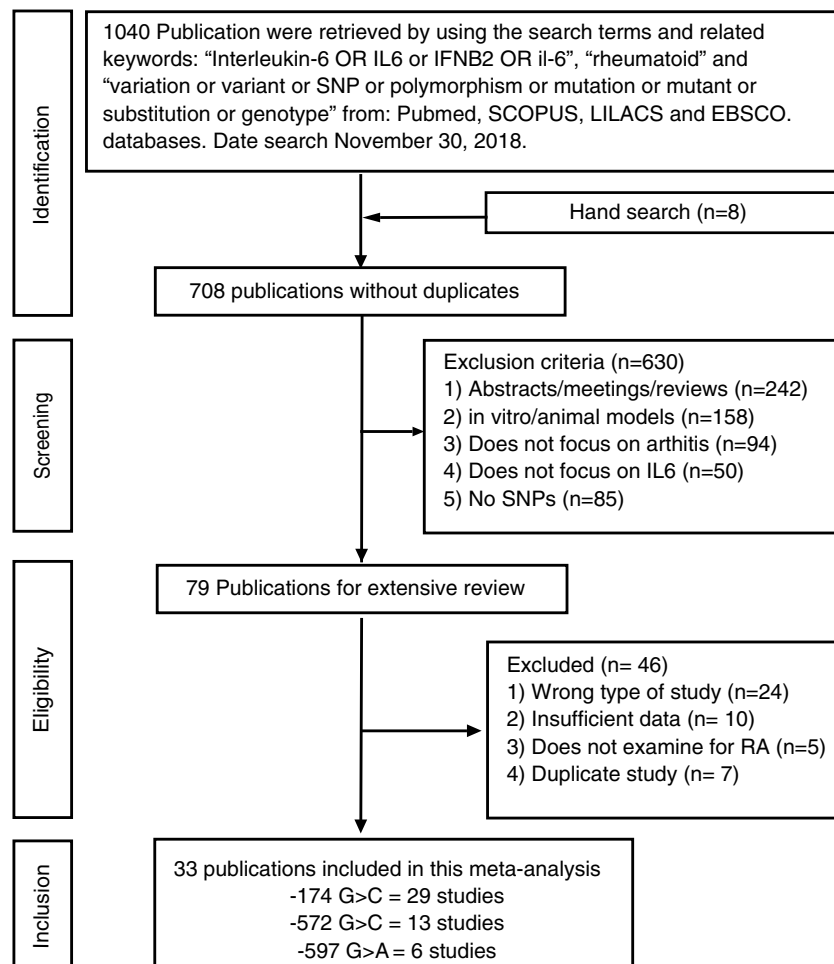 Identification
1040 Publication were retrieved by using the search terms and related
keywords: “Interleukin-6 OR IL6 or IFNB2 OR il-6”, “rheumatoid” and
“variation or variant or SNP or polymorphism or mutation or mutant or
substitution or genotype” from: Pubmed, SCOPUS, LILACS and EBSCO.
databases. Date search November 30, 2018.
Hand search (n=8)
708 publications without duplicates
Screening
Exclusion criteria (n=630)
1) Abstracts/meetings/reviews (n=242)
2) in vitro/animal models (n=158)
3) Does not focus on arthitis (n=94)
4) Does not focus on IL6 (n=50)
5) No SNPs (n=85)
79 Publications for extensive review
Eligibility
Excluded (n= 46)
1) Wrong type of study (n=24)
2) Insufficient data (n= 10)
3) Does not examine for RA (n=5)
4) Duplicate study (n= 7)
Inclusion
33 publications included in this meta-analysis
-174 G>C = 29 studies
-572 G>C = 13 studies
-597 G>A = 6 studies